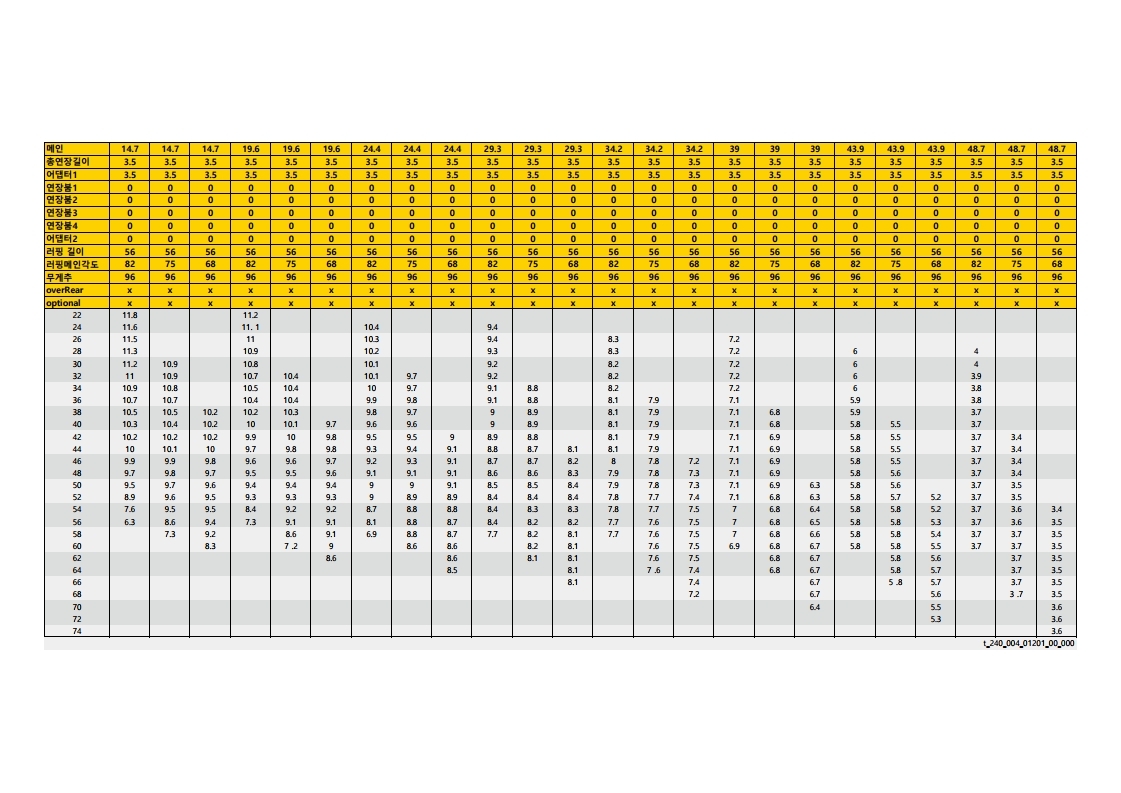 메인 14.7 14.7 14.7 19.6 19.6 19.6 24.4 24.4 24.4 29.3 29.3 29.3 34.2 34.2 34.2 39 39 39 43.9 43.9 43.9 48.7 48.7 48.7
총연장길이 3.5 3.5 3.5 3.5 3.5 3.5 3.5 3.5 3.5 3.5 3.5 3.5 3.5 3.5 3.5 3.5 3.5 3.5 3.5 3.5 3.5 3.5 3.5 3.5
어댑터1 3.5 3.5 3.5 3.5 3.5 3.5 3.5 3.5 3.5 3.5 3.5 3.5 3.5 3.5 3.5 3.5 3.5 3.5 3.5 3.5 3.5 3.5 3.5 3.5
연장붐1 0 0 0 0 0 0 0 0 0 0 0 0 0 0 0 0 0 0 0 0 0 0 0 0
연장붐2 0 0 0 0 0 0 0 0 0 0 0 0 0 0 0 0 0 0 0 0 0 0 0 0
연장붐3 0 0 0 0 0 0 0 0 0 0 0 0 0 0 0 0 0 0 0 0 0 0 0 0
연장붐4 0 0 0 0 0 0 0 0 0 0 0 0 0 0 0 0 0 0 0 0 0 0 0 0
어댑터2 0 0 0 0 0 0 0 0 0 0 0 0 0 0 0 0 0 0 0 0 0 0 0 0
러핑 길이 56 56 56 56 56 56 56 56 56 56 56 56 56 56 56 56 56 56 56 56 56 56 56 56
러핑메인각도 82 75 68 82 75 68 82 75 68 82 75 68 82 75 68 82 75 68 82 75 68 82 75 68
무게추 96 96 96 96 96 96 96 96 96 96 96 96 96 96 96 96 96 96 96 96 96 96 96 96
overRear x x x x x x x x x x x x x x x x x x x x x x x x
optional x x x x x x x x x x x x x x x x x x x x x x x x
22 11.8 11.2
24 11.6 11. 1 10.4 9.4
26 11.5 11 10.3 9.4 8.3 7.2
28 11.3 10.9 10.2 9.3 8.3 7.2 6 4
30 11.2 10.9 10.8 10.1 9.2 8.2 7.2 6 4
32 11 10.9 10.7 10.4 10.1 9.7 9.2 8.2 7.2 6 3.9
34 10.9 10.8 10.5 10.4 10 9.7 9.1 8.8 8.2 7.2 6 3.8
36 10.7 10.7 10.4 10.4 9.9 9.8 9.1 8.8 8.1 7.9 7.1 5.9 3.8
38 10.5 10.5 10.2 10.2 10.3 9.8 9.7 9 8.9 8.1 7.9 7.1 6.8 5.9 3.7
40 10.3 10.4 10.2 10 10.1 9.7 9.6 9.6 9 8.9 8.1 7.9 7.1 6.8 5.8 5.5 3.7
42 10.2 10.2 10.2 9.9 10 9.8 9.5 9.5 9 8.9 8.8 8.1 7.9 7.1 6.9 5.8 5.5 3.7 3.4
44 10 10.1 10 9.7 9.8 9.8 9.3 9.4 9.1 8.8 8.7 8.1 8.1 7.9 7.1 6.9 5.8 5.5 3.7 3.4
46 9.9 9.9 9.8 9.6 9.6 9.7 9.2 9.3 9.1 8.7 8.7 8.2 8 7.8 7.2 7.1 6.9 5.8 5.5 3.7 3.4
48 9.7 9.8 9.7 9.5 9.5 9.6 9.1 9.1 9.1 8.6 8.6 8.3 7.9 7.8 7.3 7.1 6.9 5.8 5.5 3.7 3.4
50 9.5 9.7 9.6 9.4 9.4 9.4 9 9 9.1 8.5 8.5 8.4 7.9 7.8 7.3 7.1 6.9 6.3 5.8 5.6 3.7 3.5
52 8.9 9.6 9.5 9.3 9.3 9.3 9 8.9 8.9 8.4 8.4 8.4 7.8 7.7 7.4 7.1 6.9 6.3 5.8 5.7 5.2 3.7 3.5
54 7.6 9.5 9.5 8.4 9.2 9.2 8.7 8.8 8.8 8.4 8.3 8.3 7.8 7.7 7.5 7 6.8 6.4 5.8 5.8 5.2 3.7 3.6 3.4
56 6.3 8.6 9.4 7.3 9.1 9.1 8.1 8.8 8.7 8.4 8.2 8.2 7.7 7.6 7.5 7 6.8 6.5 5.8 5.8 5.3 3.7 3.6 3.5
58 7.3 9.2 8.6 9.1 6.9 8.8 8.7 7.7 8.2 8.1 7.7 7.6 7.5 7 6.8 6.6 5.8 5.8 5.4 3.7 3.7 3.5
60 8.3 7 .2 9 8.6 8.6 8.2 8.1 7.6 7.5 6.9 6.8 6.7 5.8 5.8 5.5 3.7 3.7 3.5
62 8.6 8.6 8.1 8.1 7.6 7.5 6.8 6.7 5.8 5.6 3.7 3.5
64 8.5 8.1 7 .6 7.4 6.8 6.7 5.8 5.7 3.7 3.5
66 8.1 7.4 6.7 5 .8 5.7 3.7 3.5
68 7.2 6.7 5.6 3 .7 3.5
70 6.4 5.5 3.6
72 5.3 3.6
74 3.6
t_240_004_01201_00_000